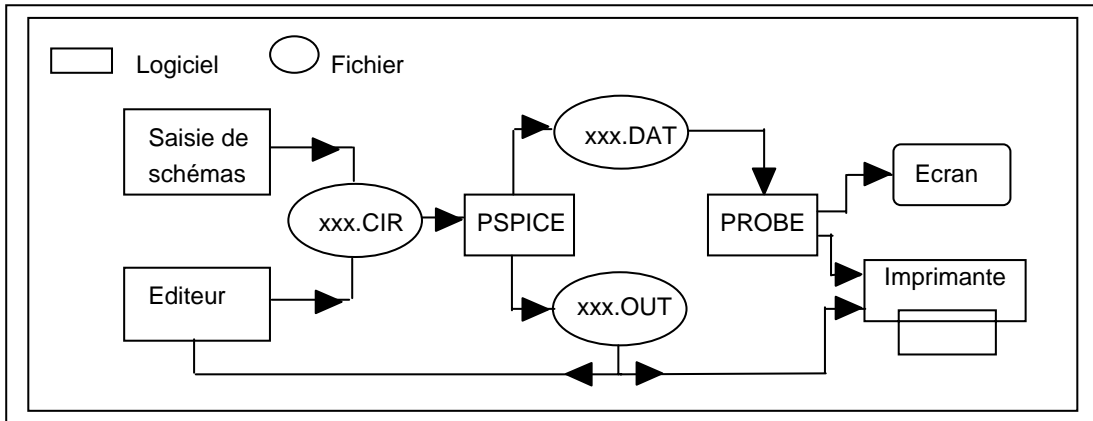 Logiciel
Fichier
Saisie de
schémas
xxx.CIR
Editeur
PSPICE
xxx.DAT
xxx.OUT
PROBE
Ecran
Imprimante